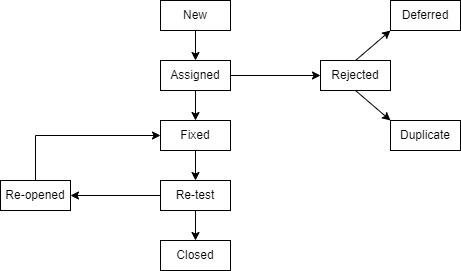 New
Deferred
Assigned
Rejected
Fixed
Duplicate
Re-opened
Re-test
Closed